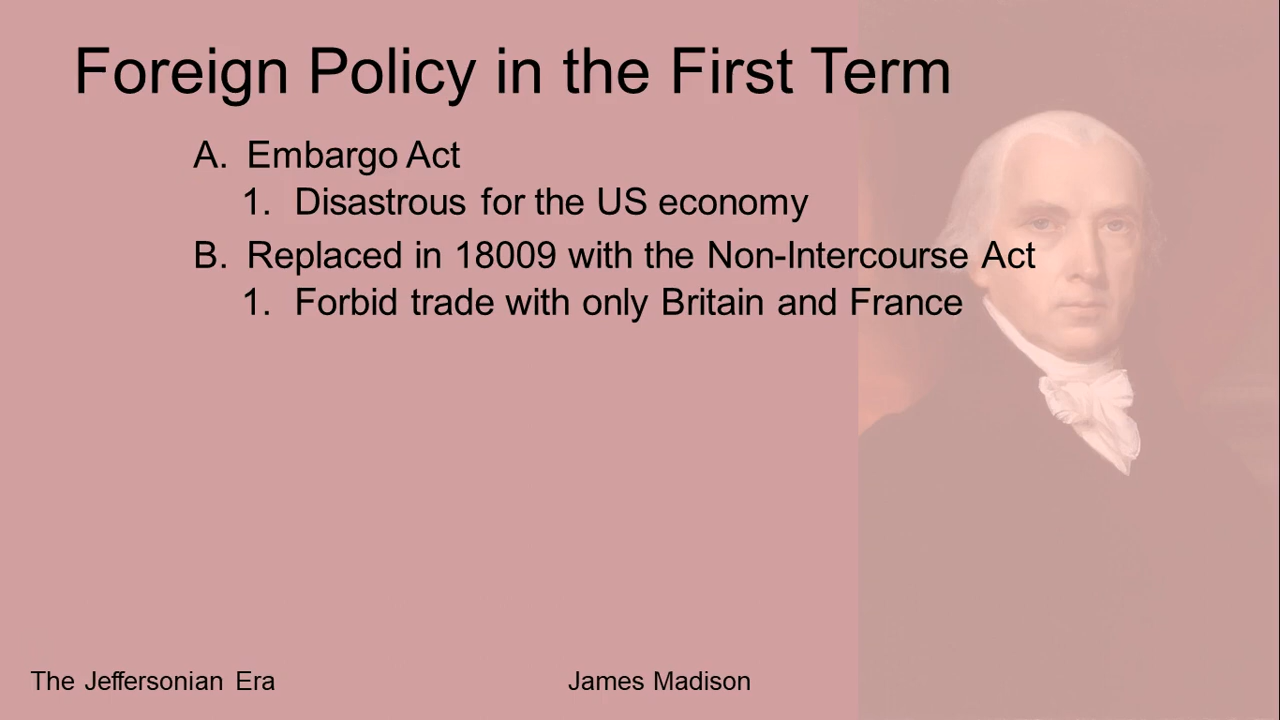 Foreign Policy in the First Term
A. Embargo Act
1. Disastrous for the US economy
B. Replaced in 18009 with the Non-Intercourse Act
1. Forbid trade with only Britain and France
The Jeffersonian Era
James Madison